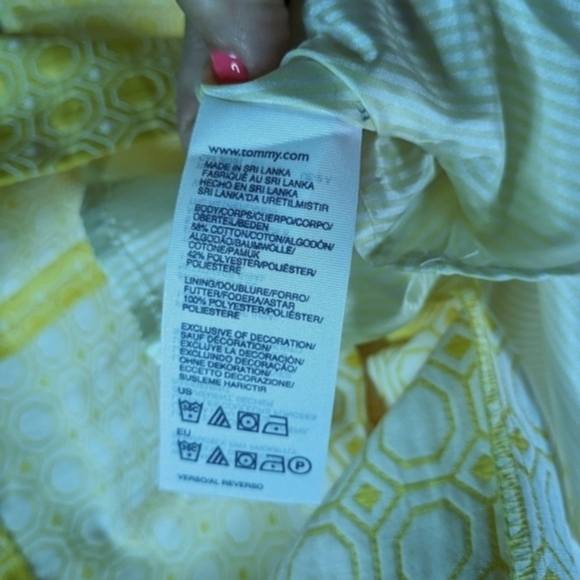 www.tommy.com
MADE IN SRI LANKA
FABRIQUÉ AU SRI LANKA
HECHO EN SRI LANKA
SRI LANKA'DA ÜRETILMISTIR
BODY/CORPS/CUERPO/CORPO/
OBERTEIL/BEDEN
58% COTTON/COTON/ALGODÓN/
ALGODÃO/BAUMWOLLE/
COTONE/PAMUK
42% POLYESTER/POLIÉSTER/
POLIESTERE
LINING/DOUBLURE/FORRO/
FUTTER/FODERA/ASTAR
100% POLYESTER/POLIÉSTER/
POLIESTERE
EXCLUSIVE OF DECORATION/
SAUF DÉCORATION/
EXCLUYE LA DECORACIÓN/
EXCLUINDO DECORAÇÃO/
OHNE DEKORATION/
ECCETTO DECORAZIONE/
SUSLEME HARICTIR
US
EU
P
VERSO/AL REVERSO